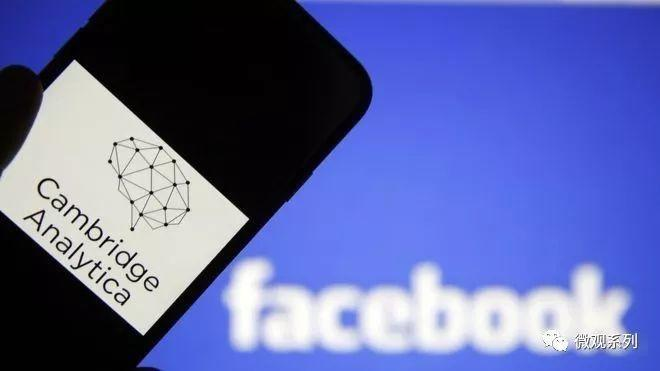 Cambridge
Analytica
facebook
微观系列